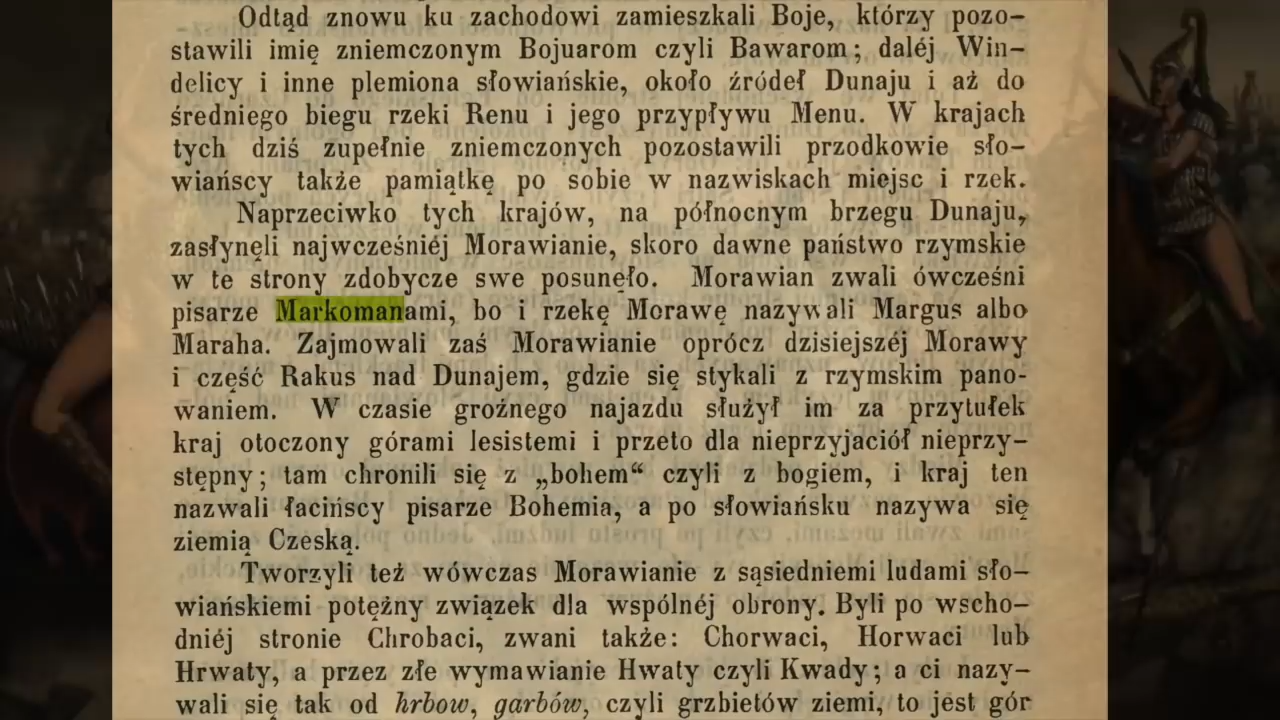 Odtąd znowu ku zachodowi zamieszkali Boje, którzy pozo-
stawili imię zniemczonym Bojuarom czyli Bawarom; daléj Win-
delicy i inne plemiona słowiańskie, około źródeł Dunaju i aż do
średniego biegu rzeki Renu i jego przypływu Menu. W krajach
tych dziś zupełnie zniemczonych pozostawili przodkowie sło-
wiańscy także pamiątkę po sobie w nazwiskach miejsc i rzek.
Naprzeciwko tych krajów, na północnym brzegu Dunaju,
zasłynęli najwcześniéj Morawianie, skoro dawne państwo rzymskie
w te strony zdobycze swe posunęło. Morawian zwali ówcześni
pisarze Markomanami, bo i rzekę Morawę nazywali Margus albo
Maraha. Zajmowali zaś Morawianie oprócz dzisiejszéj Morawy
i część Rakus nad Dunajem, gdzie się stykali z rzymskim pano-
waniem. W czasie groźnego najazdu służył im za przytułek
kraj otoczony górami lesistemi i przeto dla nieprzyjaciół nieprzy-
stępny; tam chronili się z „bohem“ czyli z bogiem, i kraj ten
nazwali łacińscy pisarze Bohemia, a po słowiańsku nazywa się
ziemią Czeską.
Tworzyli też wówczas Morawianie z sąsiedniemi ludami sło-
wiańskiemi potężny związek dla wspólnéj obrony. Byli po wscho-
dniéj stronie Chrobaci, zwani także: Chorwaci, Horwaci lub
Hrwaty, a przez złe wymawianie Hwaty czyli Kwady; a ci nazy-
wali się tak od hrbow, garbów, czyli grzbietów ziemi, to jest gór